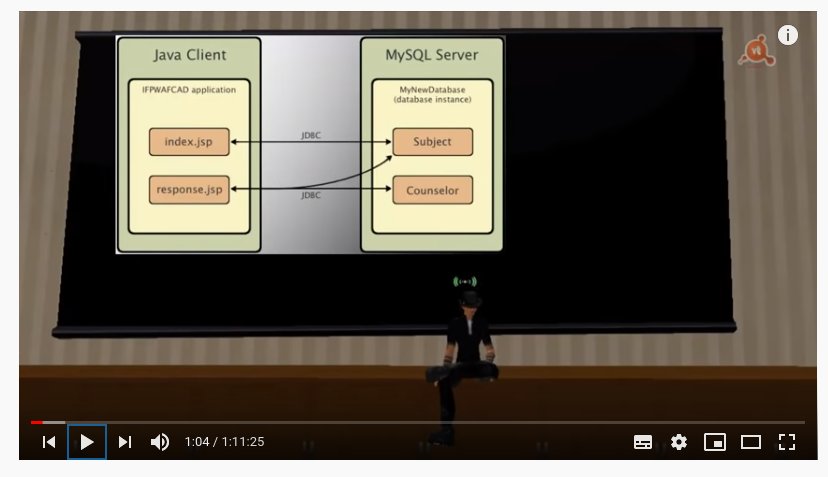 Java Client
MySQL Server
IFPWAFCAD application
MyNewDatabase
(database instance)
index.jsp
JDBC
Subject
response.jsp
JDBC
Counselor
vt
i
1:04 / 1:11:25